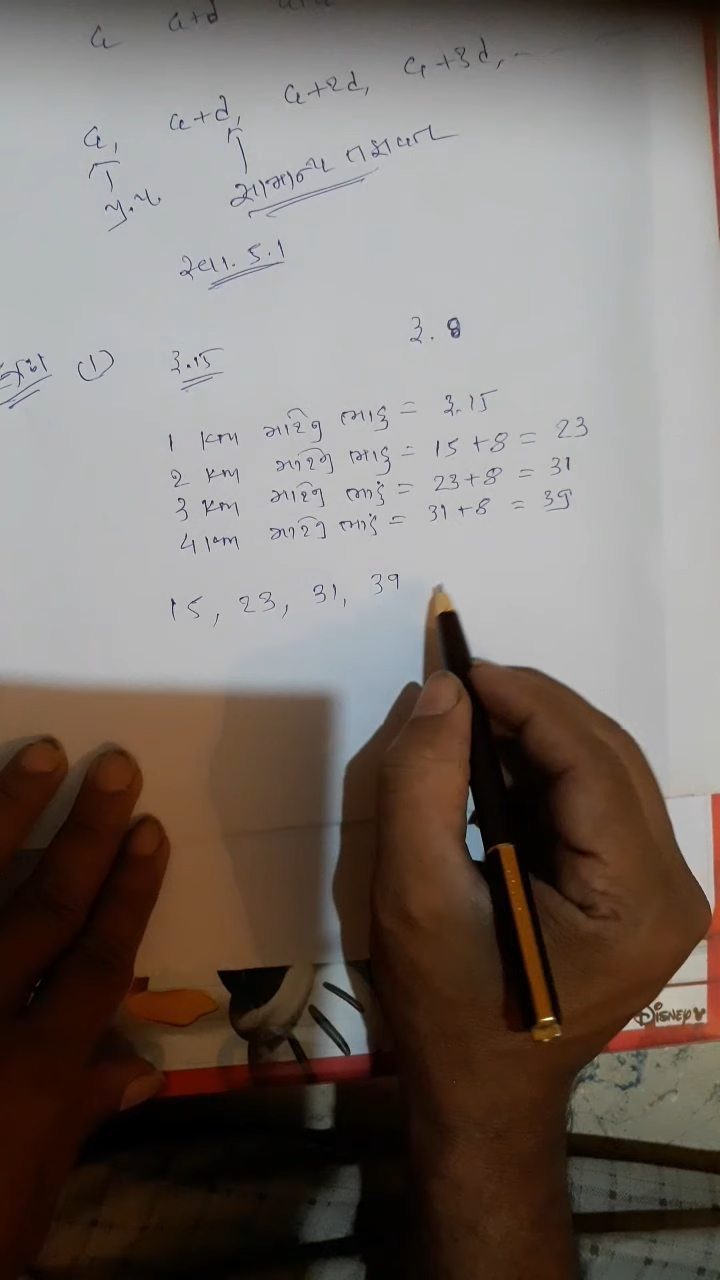 a a+d
a, a+d, a+2d, a+3d, ...
પ્ર.પ. સામાન્ય તફાવત
સ્વા. 5.1
(1) રૂ.15 રૂ. 8
1 km માટેનું ભાડું = રૂ.15
2 km માટેનું ભાડું = 15 + 8 = 23
3 km માટેનું ભાડું = 23 + 8 = 31
4 km માટેનું ભાડું = 31 + 8 = 39
15, 23, 31, 39
DISNEY